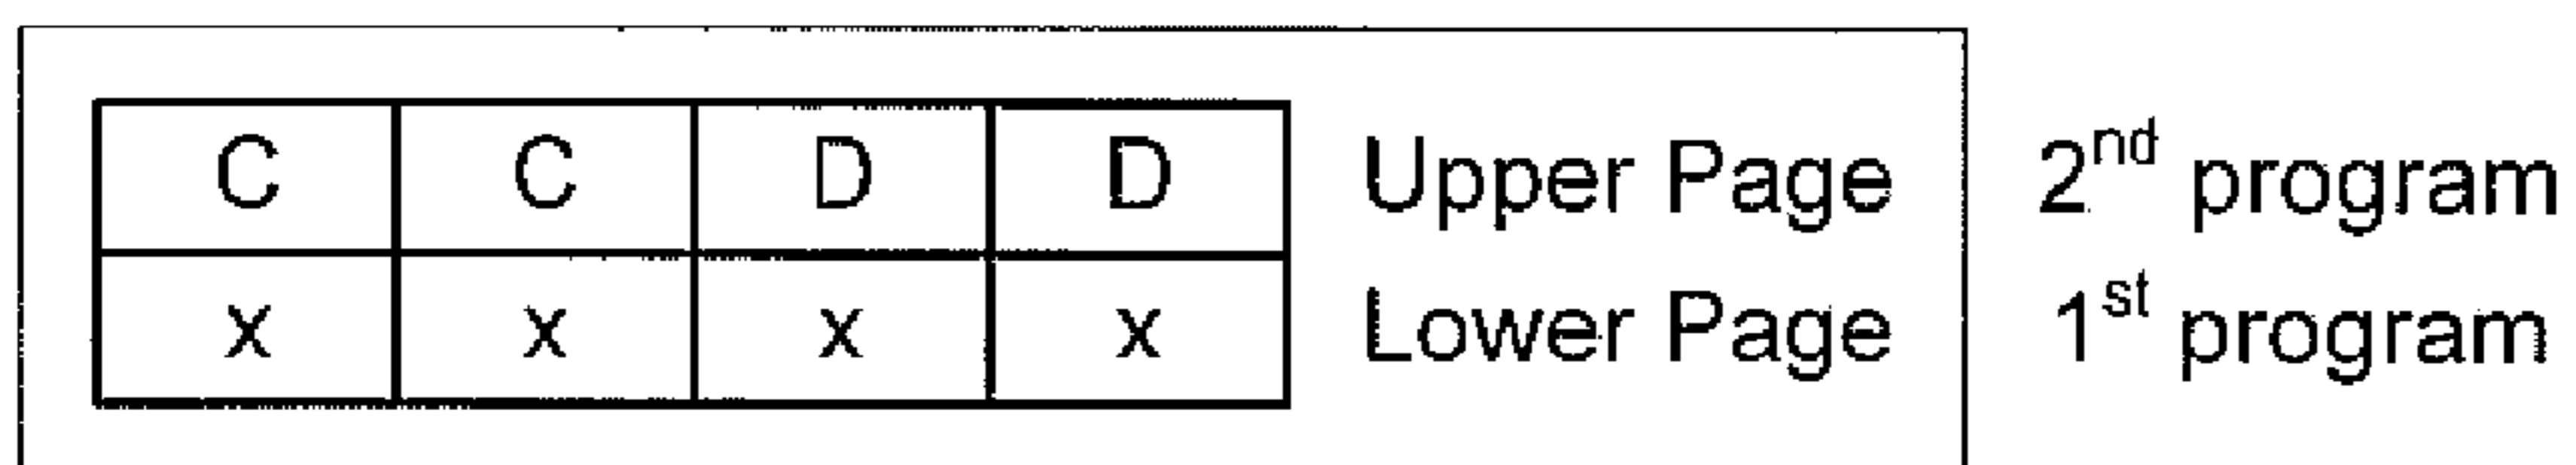 C C D D Upper Page 2nd program
x x x x Lower Page 1st program